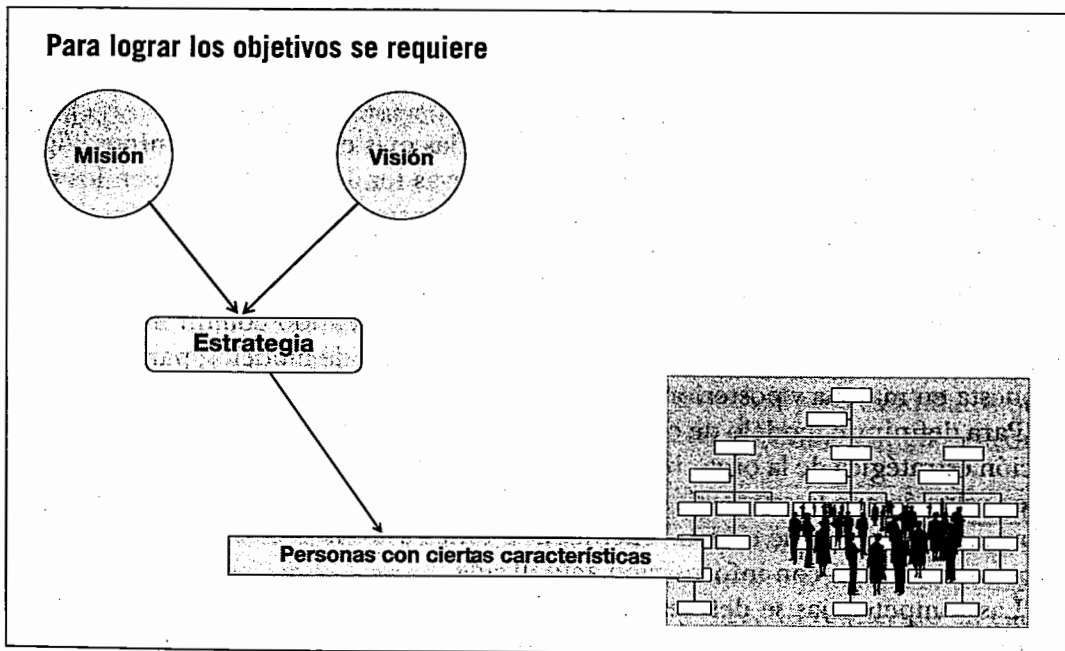 Para lograr los objetivos se requiere
Misión
Visión
Estrategia
Personas con ciertas características